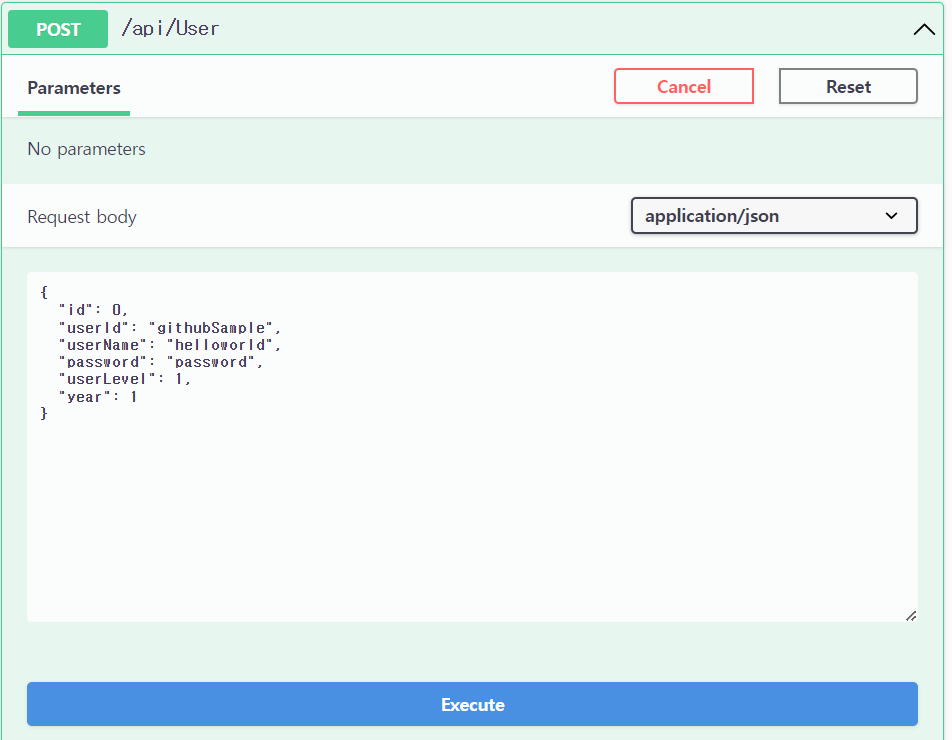 POST /api/User
Parameters Cancel Reset
No parameters
Request body application/json
{
  "id": 0,
  "userId": "githubSample",
  "userName": "helloworld",
  "password": "password",
  "userLevel": 1,
  "year": 1
}
Execute